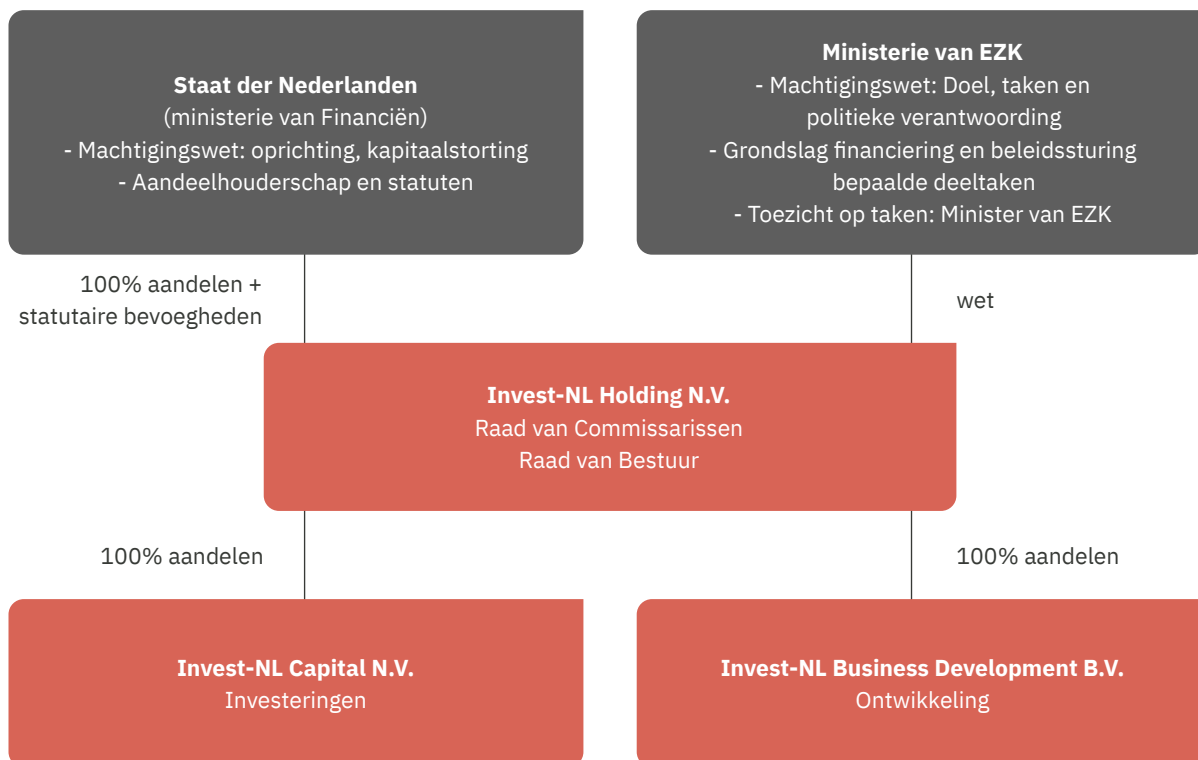 Staat der Nederlanden
(ministerie van Financiën)
- Machtigingswet: oprichting, kapitaalstorting
- Aandeelhouderschap en statuten
Ministerie van EZK
- Machtigingswet: Doel, taken en
politieke verantwoording
- Grondslag financiering en beleidssturing
bepaalde deeltaken
- Toezicht op taken: Minister van EZK
100% aandelen +
statutaire bevoegheden
wet
Invest-NL Holding N.V.
Raad van Commissarissen
Raad van Bestuur
100% aandelen
100% aandelen
Invest-NL Capital N.V.
Investeringen
Invest-NL Business Development B.V.
Ontwikkeling